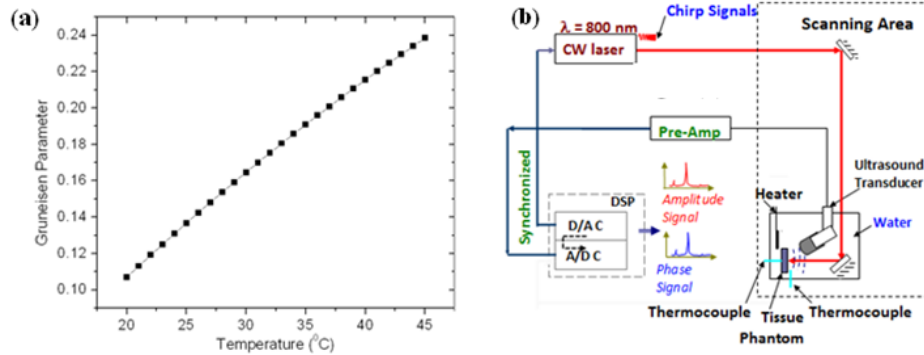 (a)
Gruneisen Parameter
0.24
0.22
0.20
0.18
0.16
0.14
0.12
0.10
20 25 30 35 40 45
Temperature (⁰C)
(b)
λ = 800 nm
Chirp Signals
CW laser
Scanning Area
Pre-Amp
Synchronized
Ultrasound
Transducer
DSP
Amplitude
Signal
Heater
D/A C
A/D C
Water
Phase
Signal
Thermocouple
Tissue
Phantom
Thermocouple